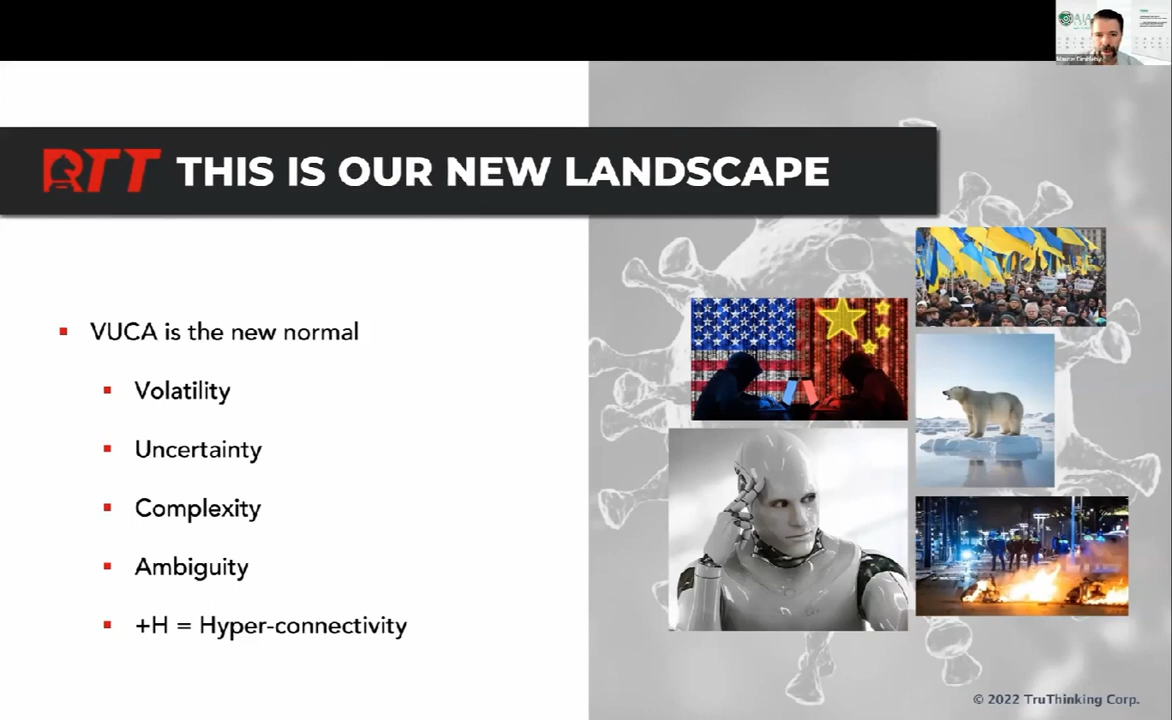 RTT THIS IS OUR NEW LANDSCAPE
VUCA is the new normal
Volatility
Uncertainty
Complexity
Ambiguity
+H = Hyper-connectivity
© 2022 TruThinking Corp.